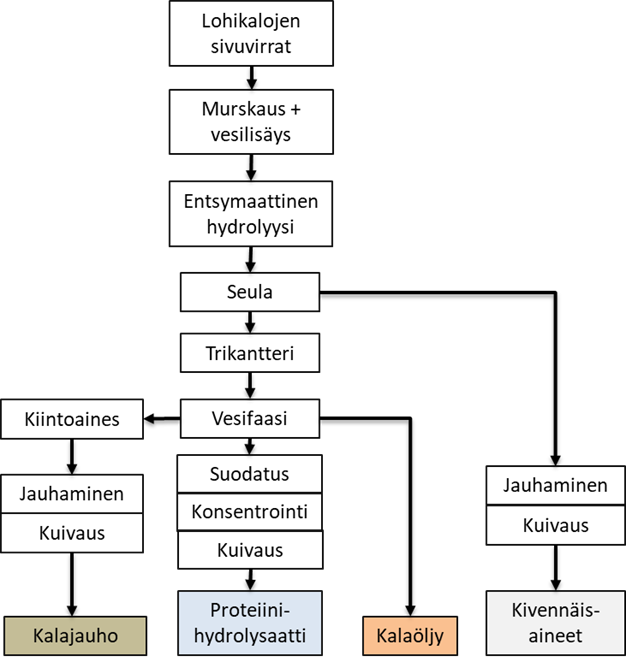 Lohikalojen
sivuvirrat
Murskaus +
vesilisäys
Entsymaattinen
hydrolyysi
Seula
Trikantteri
Kiintoaines
Vesifaasi
Jauhaminen
Kuivaus
Suodatus
Konsentrointi
Kuivaus
Jauhaminen
Kuivaus
Kalajauho
Proteiini-
hydrolysaatti
Kalaöljy
Kivennäis-
aineet